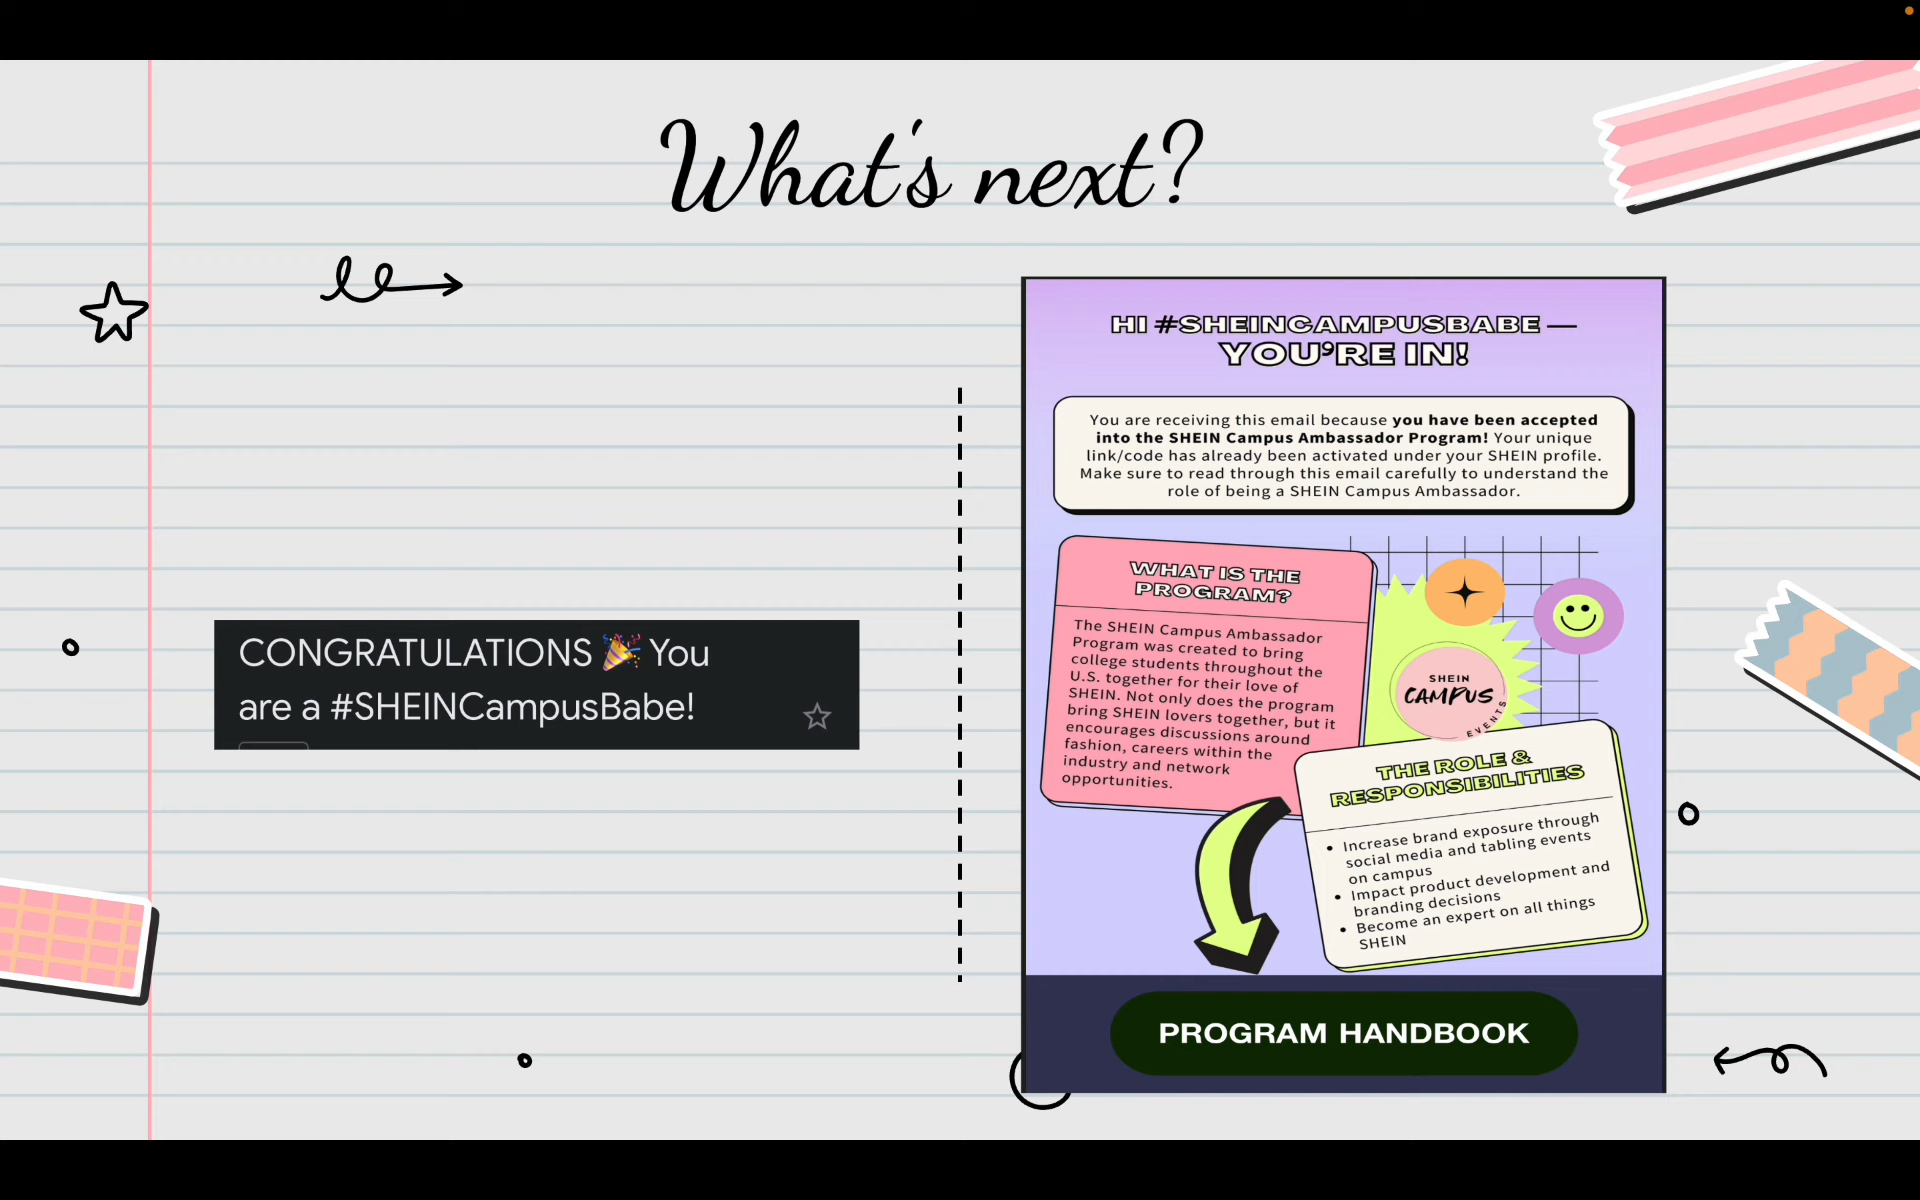 What's next?
CONGRATULATIONS 🎉 You
are a #SHEINCampusBabe!
HI #SHEINCAMPUSBABE —
YOU'RE IN!
You are receiving this email because you have been accepted
into the SHEIN Campus Ambassador Program! Your unique
link/code has already been activated under your SHEIN profile.
Make sure to read through this email carefully to understand the
role of being a SHEIN Campus Ambassador.
WHAT IS THE
PROGRAM?
The SHEIN Campus Ambassador
Program was created to bring
college students throughout the
U.S. together for their love of
SHEIN. Not only does the program
bring SHEIN lovers together, but it
encourages discussions around
fashion, careers within the
industry and network
opportunities.
SHEIN
CAMPUS
EVENTS
THE ROLE &
RESPONSIBILITIES
• Increase brand exposure through
social media and tabling events
on campus
• Impact product development and
branding decisions
• Become an expert on all things
SHEIN
PROGRAM HANDBOOK